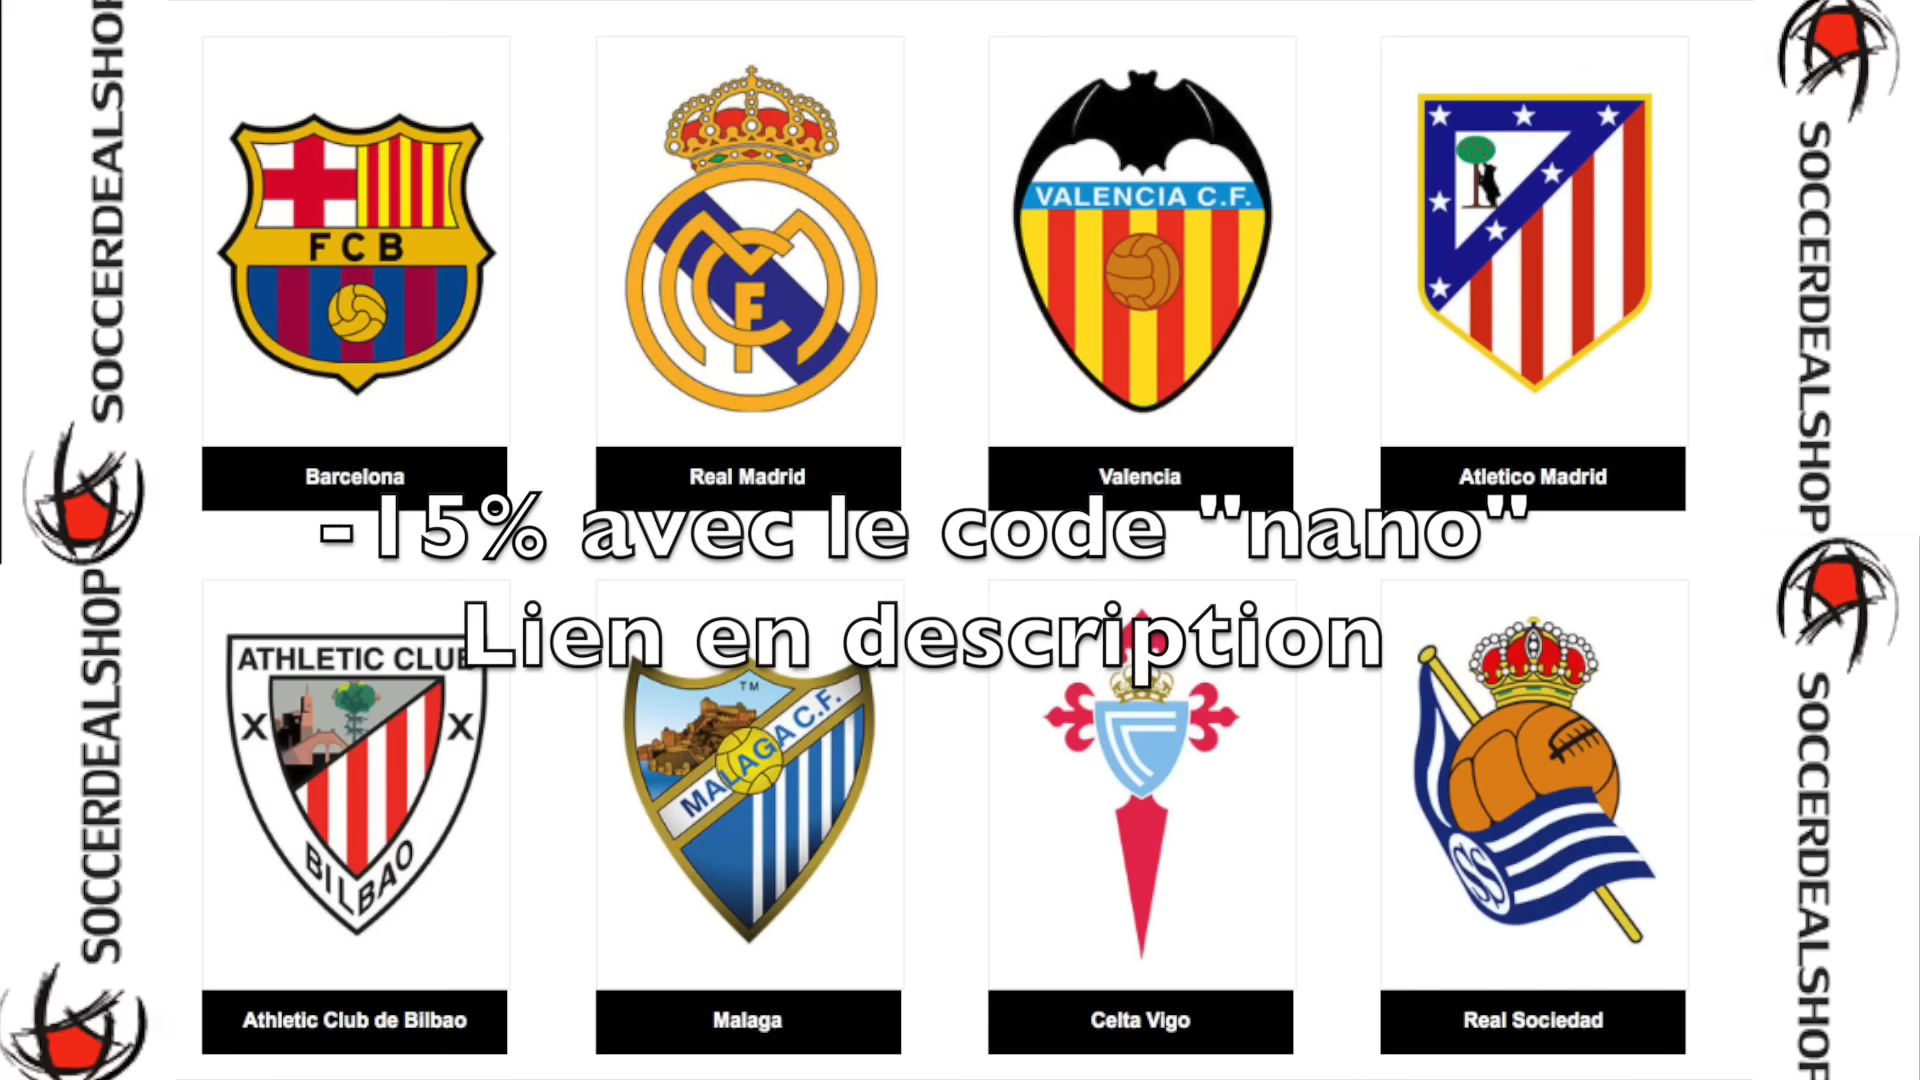 SOCCERDEALSHOP
SOCCERDEALSHOP
FCB
VALENCIA C.F.
Barcelona
Real Madrid
Valencia
Atletico Madrid
-15% avec le code "nano"
Lien en description
ATHLETIC CLUB
BILBAO
TM
MALAGA C.F.
Athletic Club de Bilbao
Malaga
Celta Vigo
Real Sociedad
SOCCERDEALSHOP
SOCCERDEALSHOP